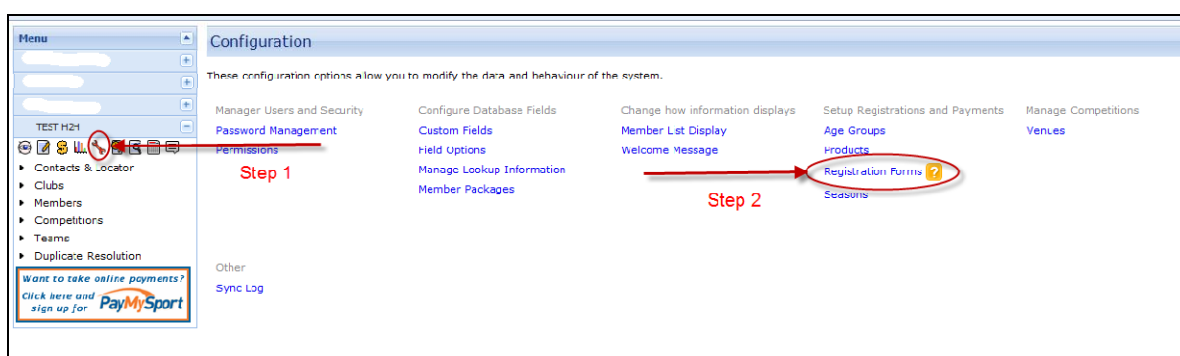 Menu
Configuration
These configuration options allow you to modify the data and behaviour of the system.
TEST H2H
Contacts & Locator
Clubs
Members
Competitions
Teams
Duplicate Resolution
Want to take online payments?
Click here and
sign up for PayMySport
Step 1
Manager Users and Security
Password Management
Permissions
Configure Database Fields
Custom Fields
Field Options
Manage Lookup Information
Member Packages
Change how information displays
Member List Display
Welcome Message
Step 2
Setup Registrations and Payments
Age Groups
Products
Registration Forms ?
Seasons
Manage Competitions
Venues
Other
Sync Log